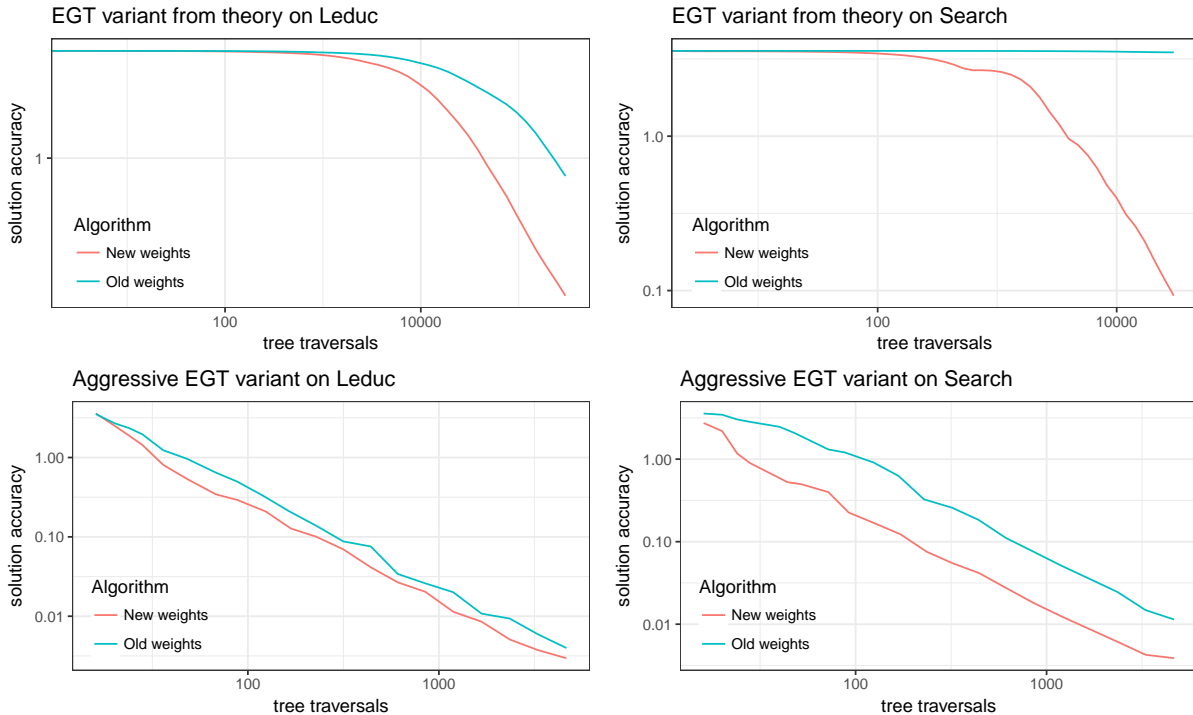 EGT variant from theory on Leduc
solution accuracy
1
Algorithm
New weights
Old weights
100
10000
tree traversals
EGT variant from theory on Search
solution accuracy
1.0
0.1
Algorithm
New weights
Old weights
100
10000
tree traversals
Aggressive EGT variant on Leduc
solution accuracy
1.00
0.10
0.01
Algorithm
New weights
Old weights
100
1000
tree traversals
Aggressive EGT variant on Search
solution accuracy
1.00
0.10
0.01
Algorithm
New weights
Old weights
100
1000
tree traversals